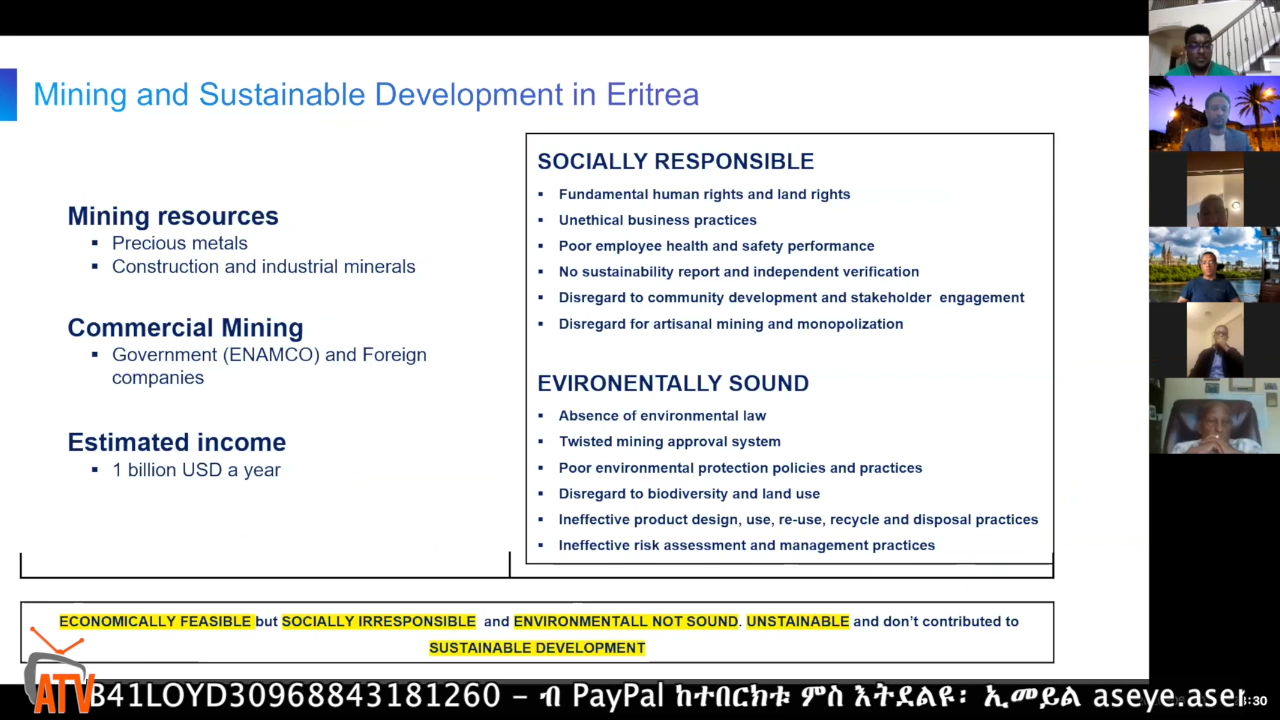 Mining and Sustainable Development in Eritrea
Mining resources
▪ Precious metals
▪ Construction and industrial minerals
Commercial Mining
▪ Government (ENAMCO) and Foreign
companies
Estimated income
▪ 1 billion USD a year
SOCIALLY RESPONSIBLE
▪ Fundamental human rights and land rights
▪ Unethical business practices
▪ Poor employee health and safety performance
▪ No sustainability report and independent verification
▪ Disregard to community development and stakeholder engagement
▪ Disregard for artisanal mining and monopolization
EVIRONENTALLY SOUND
▪ Absence of environmental law
▪ Twisted mining approval system
▪ Poor environmental protection policies and practices
▪ Disregard to biodiversity and land use
▪ Ineffective product design, use, re-use, recycle and disposal practices
▪ Ineffective risk assessment and management practices
ECONOMICALLY FEASIBLE but SOCIALLY IRRESPONSIBLE and ENVIRONMENTALL NOT SOUND. UNSTAINABLE and don't contributed to
SUSTAINABLE DEVELOPMENT
ATV
B41LOYD30968843181260 – ብ PayPal ከተበርክቱ ምስ እትደልዩ፡ ኢመይል aseye.aser